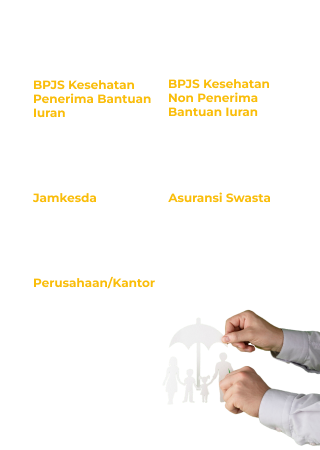 BPJS Kesehatan
Penerima Bantuan
Iuran
BPJS Kesehatan
Non Penerima
Bantuan Iuran
Jamkesda
Asuransi Swasta
Perusahaan/Kantor